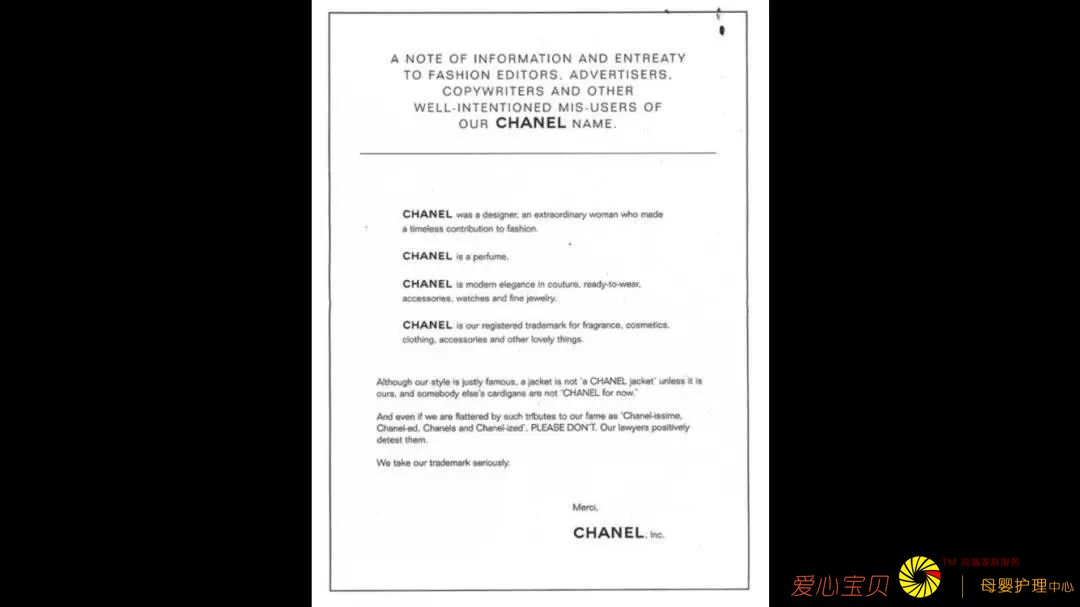 A NOTE OF INFORMATION AND ENTREATY
TO FASHION EDITORS, ADVERTISERS,
COPYWRITERS AND OTHER
WELL-INTENTIONED MIS-USERS OF
OUR CHANEL NAME.
CHANEL was a designer, an extraordinary woman who made
a timeless contribution to fashion.
CHANEL is a perfume.
CHANEL is modern elegance in couture, ready-to-wear,
accessories, watches and fine jewelry.
CHANEL is our registered trademark for fragrance, cosmetics,
clothing, accessories and other lovely things.
Although our style is justly famous, a jacket is not 'a CHANEL jacket' unless it is
ours, and somebody else's cardigans are not 'CHANEL for now.'
And even if we are flattered by such tributes to our fame as 'Chanel-issime,
Chanel-ed, Chanels and Chanel-ized', PLEASE DON'T. Our lawyers positively
detest them.
We take our trademark seriously.
Merci,
CHANEL, Inc.
爱心宝贝 TM 高端家政服务
母婴护理中心